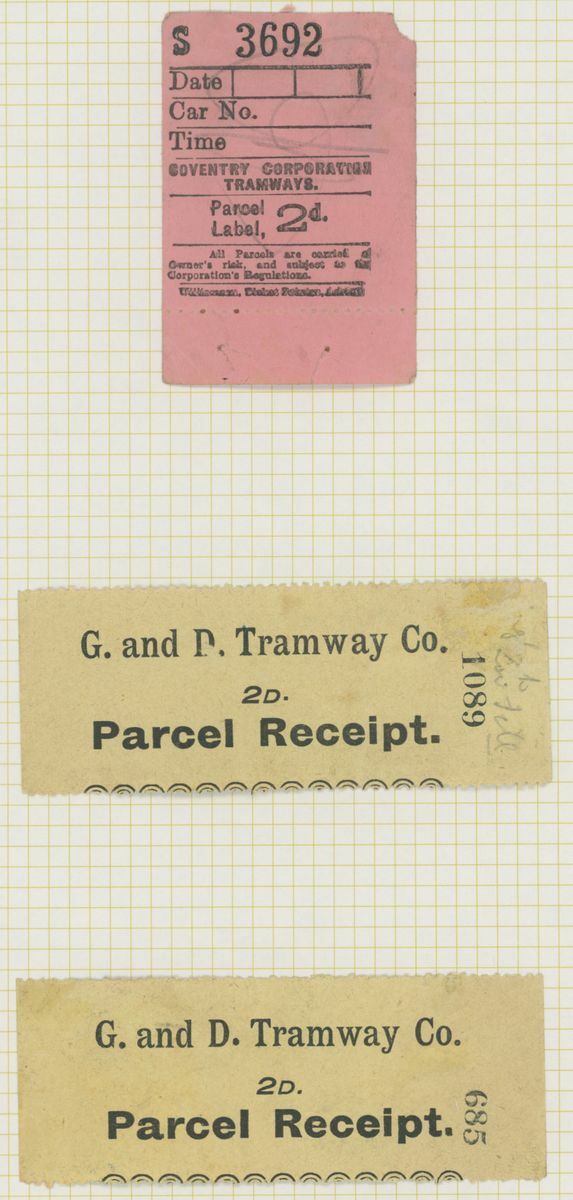 S 3692
Date
Car No.
Time
COVENTRY CORPORATION
TRAMWAYS.
Parcel
Label, 2d.
All Parcels are carried at
Owner's risk, and subject to the
Corporation's Regulations.
G. and D. Tramway Co.
2D.
Parcel Receipt.
1089
G. and D. Tramway Co.
2D.
Parcel Receipt.
685